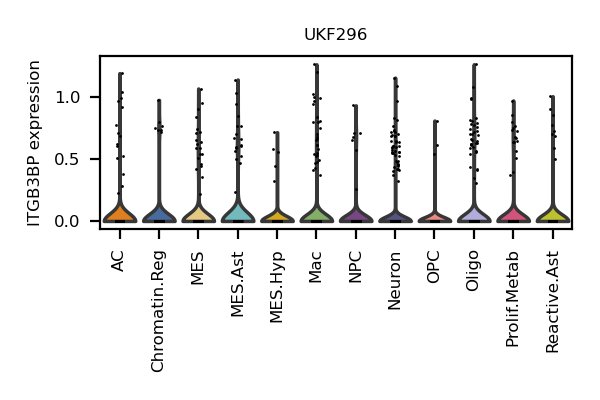 UKF296
ITGB3BP expression
1.0
0.5
0.0
AC
Chromatin.Reg
MES
MES.Ast
MES.Hyp
Mac
NPC
Neuron
OPC
Oligo
Prolif.Metab
Reactive.Ast